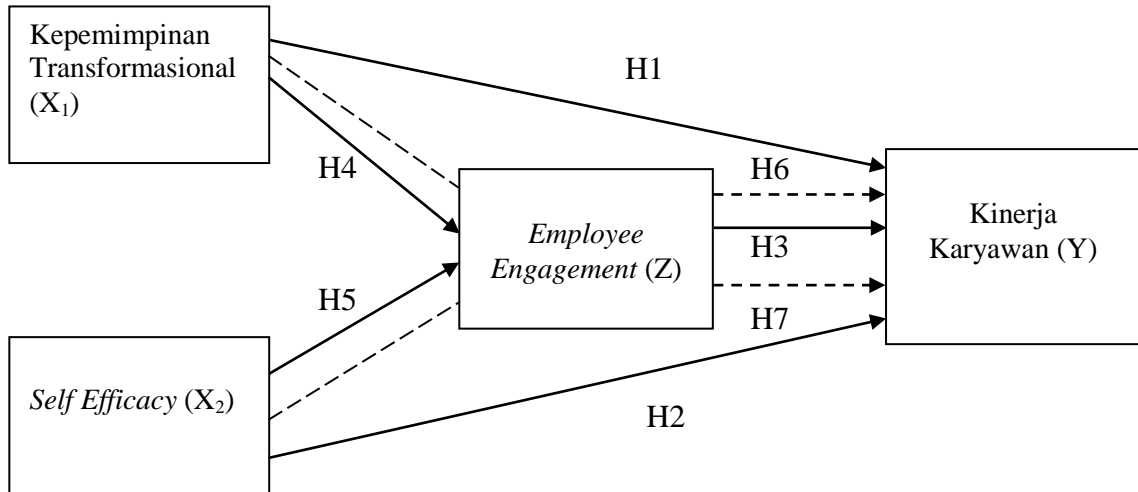 Kepemimpinan
Transformasional
(X₁)
H1
H4
H6
Employee
Engagement (Z)
H3
Kinerja
Karyawan (Y)
H5
H7
Self Efficacy (X₂)
H2